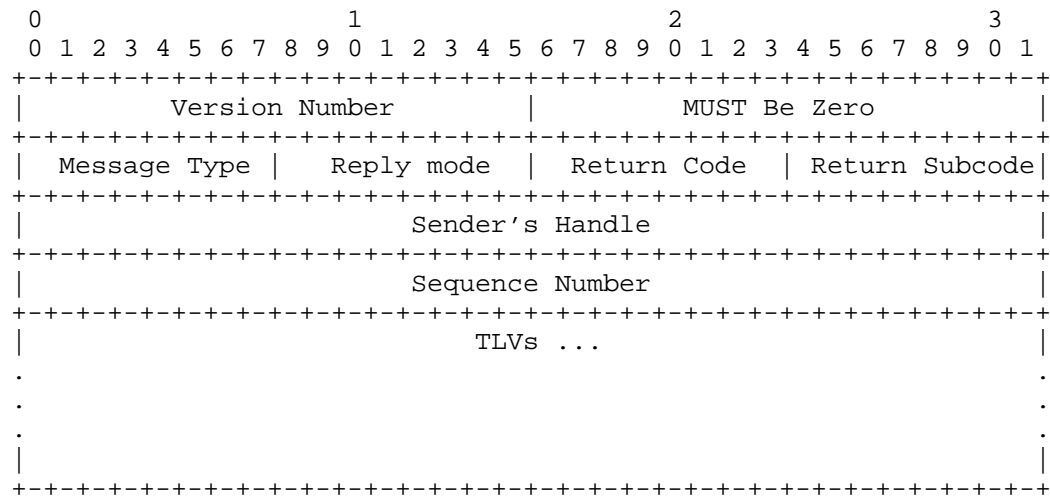 0                   1                   2                   3
 0 1 2 3 4 5 6 7 8 9 0 1 2 3 4 5 6 7 8 9 0 1 2 3 4 5 6 7 8 9 0 1
+-+-+-+-+-+-+-+-+-+-+-+-+-+-+-+-+-+-+-+-+-+-+-+-+-+-+-+-+-+-+-+-+
|         Version Number        |         MUST Be Zero          |
+-+-+-+-+-+-+-+-+-+-+-+-+-+-+-+-+-+-+-+-+-+-+-+-+-+-+-+-+-+-+-+-+
|  Message Type |   Reply mode  |  Return Code  | Return Subcode|
+-+-+-+-+-+-+-+-+-+-+-+-+-+-+-+-+-+-+-+-+-+-+-+-+-+-+-+-+-+-+-+-+
|                        Sender’s Handle                        |
+-+-+-+-+-+-+-+-+-+-+-+-+-+-+-+-+-+-+-+-+-+-+-+-+-+-+-+-+-+-+-+-+
|                        Sequence Number                        |
+-+-+-+-+-+-+-+-+-+-+-+-+-+-+-+-+-+-+-+-+-+-+-+-+-+-+-+-+-+-+-+-+
|                            TLVs ...                           |
.                                                               .
.                                                               .
.                                                               .
|                                                               |
+-+-+-+-+-+-+-+-+-+-+-+-+-+-+-+-+-+-+-+-+-+-+-+-+-+-+-+-+-+-+-+-+